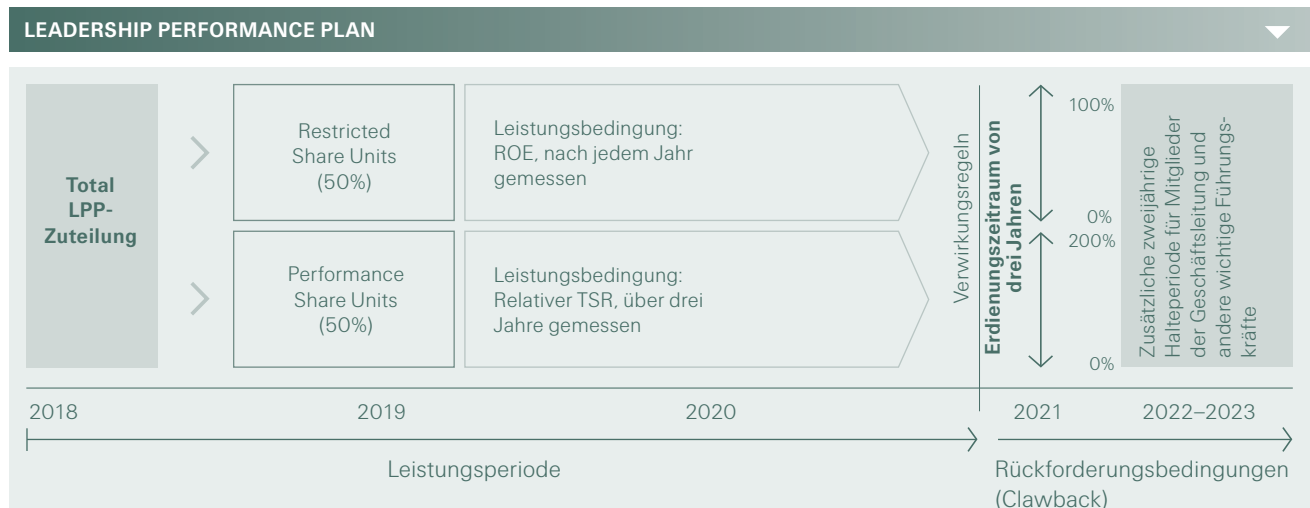 LEADERSHIP PERFORMANCE PLAN
Total
LPP-
Zuteilung
Restricted
Share Units
(50%)
Leistungsbedingung:
ROE, nach jedem Jahr
gemessen
Performance
Share Units
(50%)
Leistungsbedingung:
Relativer TSR, über drei
Jahre gemessen
Verwirkungsregeln
Erdienungszeitraum von
drei Jahren
100%
0%
200%
0%
Zusätzliche zweijährige
Halteperiode für Mitglieder
der Geschäftsleitung und
andere wichtige Führungs-
kräfte
2018
2019
2020
2021
2022–2023
Leistungsperiode
Rückforderungsbedingungen
(Clawback)